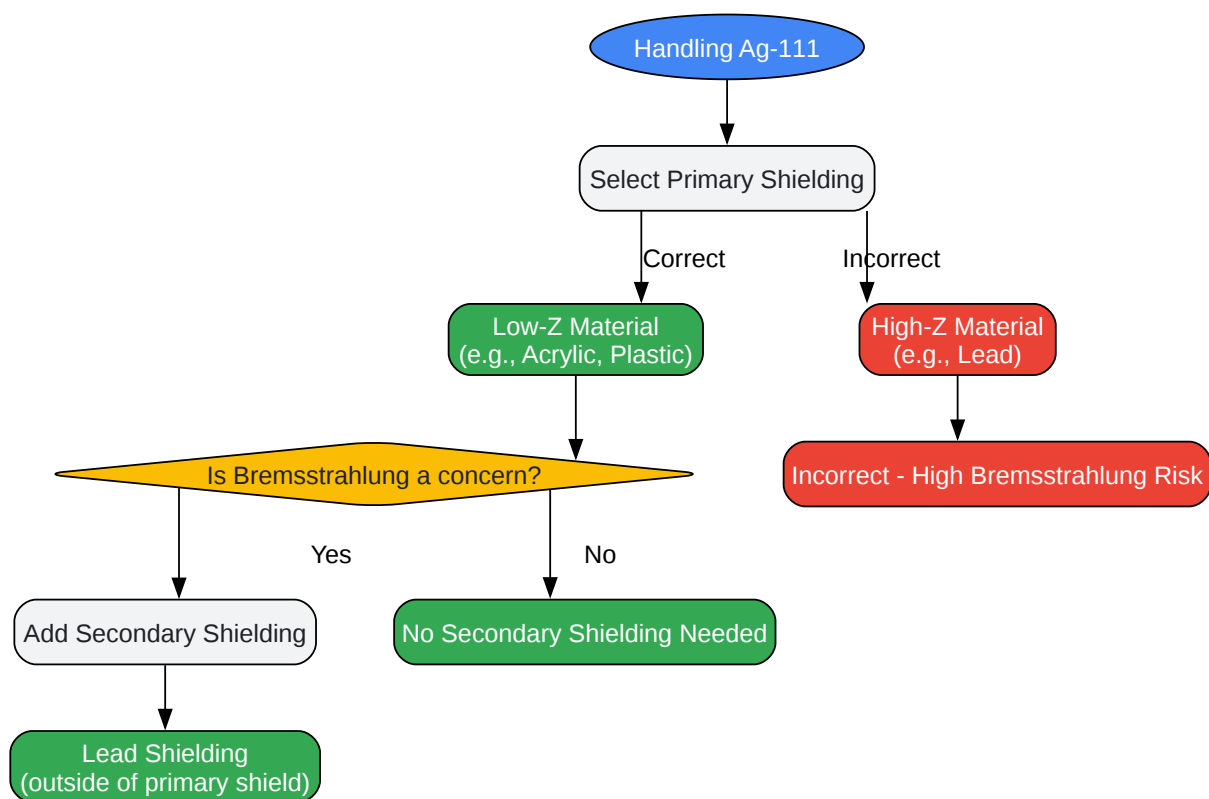 Handling Ag-111
Select Primary Shielding
Correct
Incorrect
Low-Z Material
(e.g., Acrylic, Plastic)
High-Z Material
(e.g., Lead)
Is Bremsstrahlung a concern?
Incorrect - High Bremsstrahlung Risk
Yes
No
Add Secondary Shielding
No Secondary Shielding Needed
Lead Shielding
(outside of primary shield)